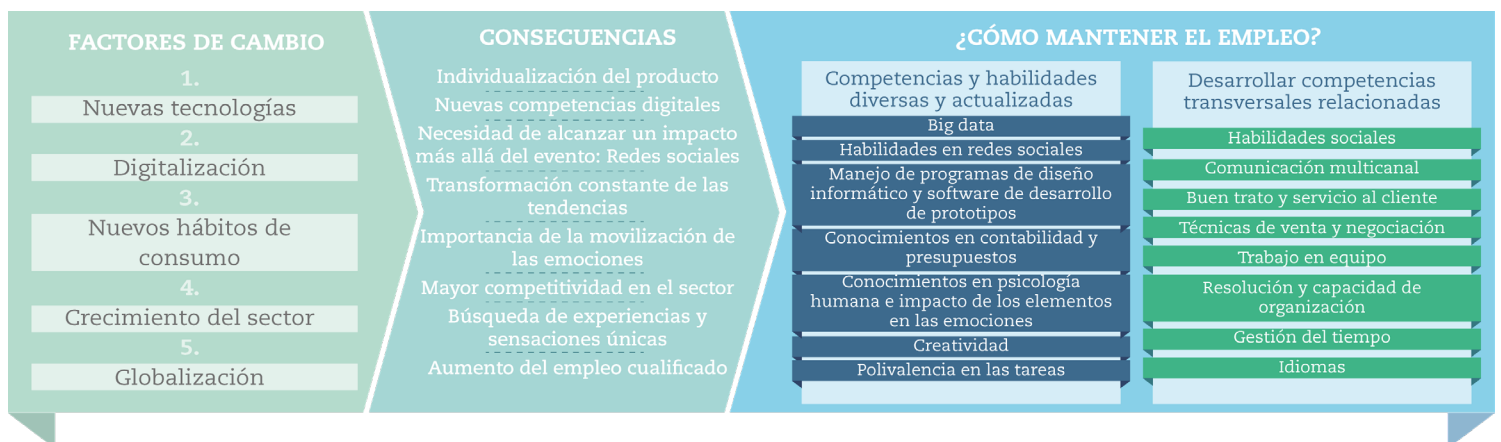 FACTORES DE CAMBIO
1.
Nuevas tecnologías
2.
Digitalización
3.
Nuevos hábitos de
consumo
4.
Crecimiento del sector
5.
Globalización
CONSECUENCIAS
Individualización del producto
Nuevas competencias digitales
Necesidad de alcanzar un impacto
más allá del evento: Redes sociales
Transformación constante de las
tendencias
Importancia de la movilización de
las emociones
Mayor competitividad en el sector
Búsqueda de experiencias y
sensaciones únicas
Aumento del empleo cualificado
¿CÓMO MANTENER EL EMPLEO?
Competencias y habilidades
diversas y actualizadas
Big data
Habilidades en redes sociales
Manejo de programas de diseño
informático y software de desarrollo
de prototipos
Conocimientos en contabilidad y
presupuestos
Conocimientos en psicología
humana e impacto de los elementos
en las emociones
Creatividad
Polivalencia en las tareas
Desarrollar competencias
transversales relacionadas
Habilidades sociales
Comunicación multicanal
Buen trato y servicio al cliente
Técnicas de venta y negociación
Trabajo en equipo
Resolución y capacidad de
organización
Gestión del tiempo
Idiomas